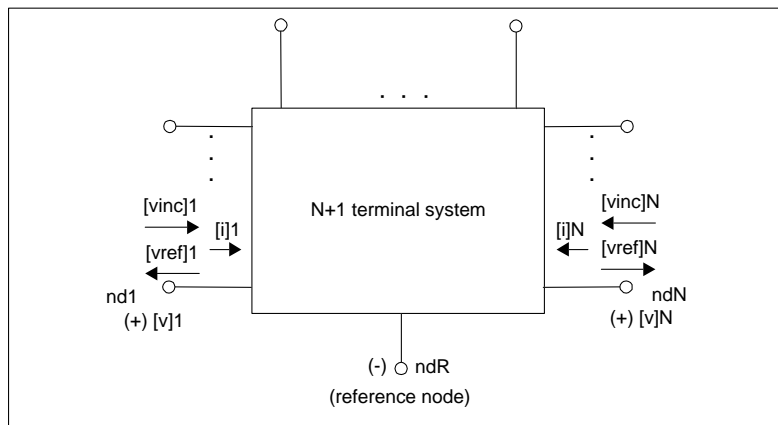 . . .
.
.
.
.
.
.
N+1 terminal system
[vinc]1
[i]1
[vref]1
[vinc]N
[i]N
[vref]N
nd1
(+) [v]1
ndN
(+) [v]N
(-) ndR
(reference node)